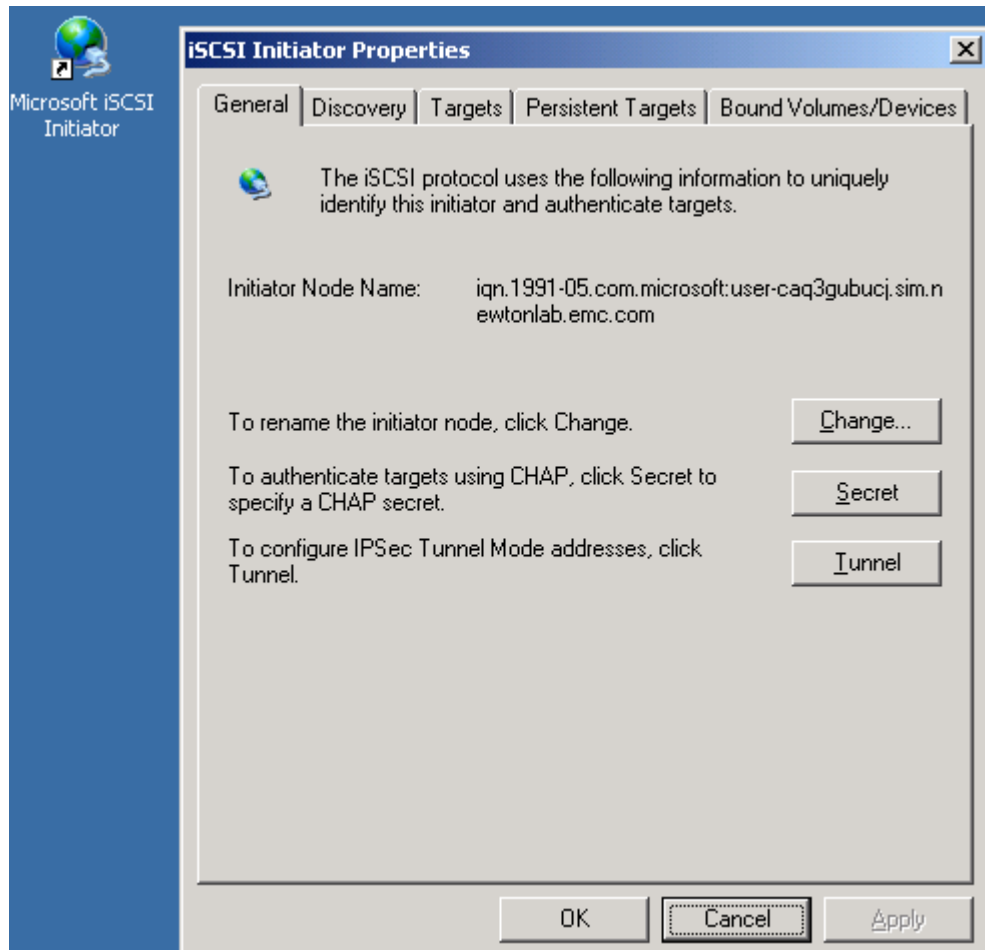 Microsoft iSCSI
Initiator
iSCSI Initiator Properties
General Discovery Targets Persistent Targets Bound Volumes/Devices
The iSCSI protocol uses the following information to uniquely
identify this initiator and authenticate targets.
Initiator Node Name: iqn.1991-05.com.microsoft:user-caq3gubucj.sim.n
ewtonlab.emc.com
To rename the initiator node, click Change. Change...
To authenticate targets using CHAP, click Secret to
specify a CHAP secret. Secret
To configure IPSec Tunnel Mode addresses, click
Tunnel. Tunnel
OK Cancel Apply